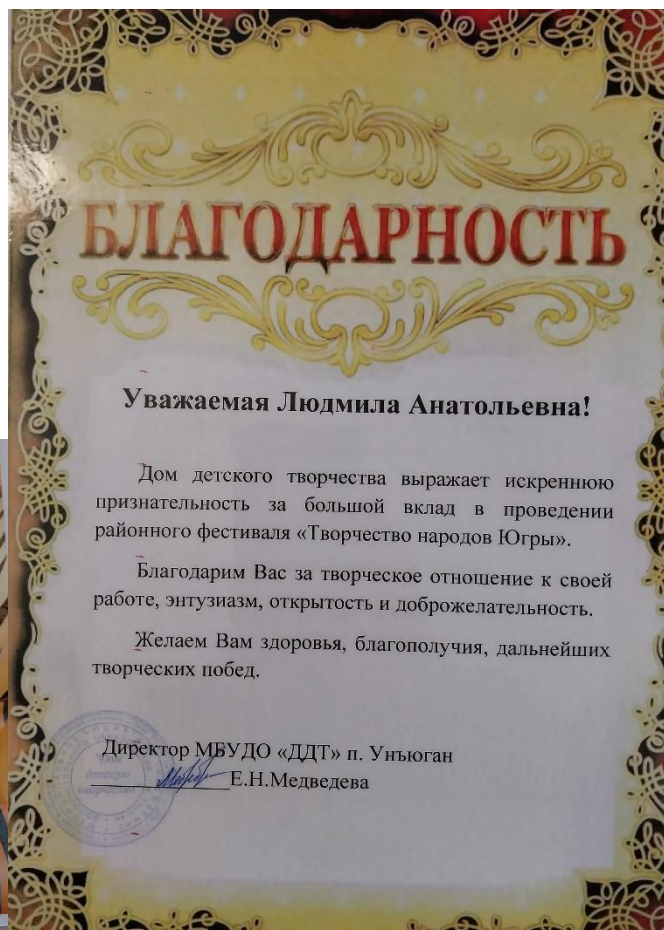 БЛАГОДАРНОСТЬ
Уважаемая Людмила Анатольевна!
Дом детского творчества выражает искреннюю
признательность за большой вклад в проведении
районного фестиваля «Творчество народов Югры».
Благодарим Вас за творческое отношение к своей
работе, энтузиазм, открытость и доброжелательность.
Желаем Вам здоровья, благополучия, дальнейших
творческих побед.
Директор МБУДО «ДДТ» п. Унъюган
Е.Н.Медведева